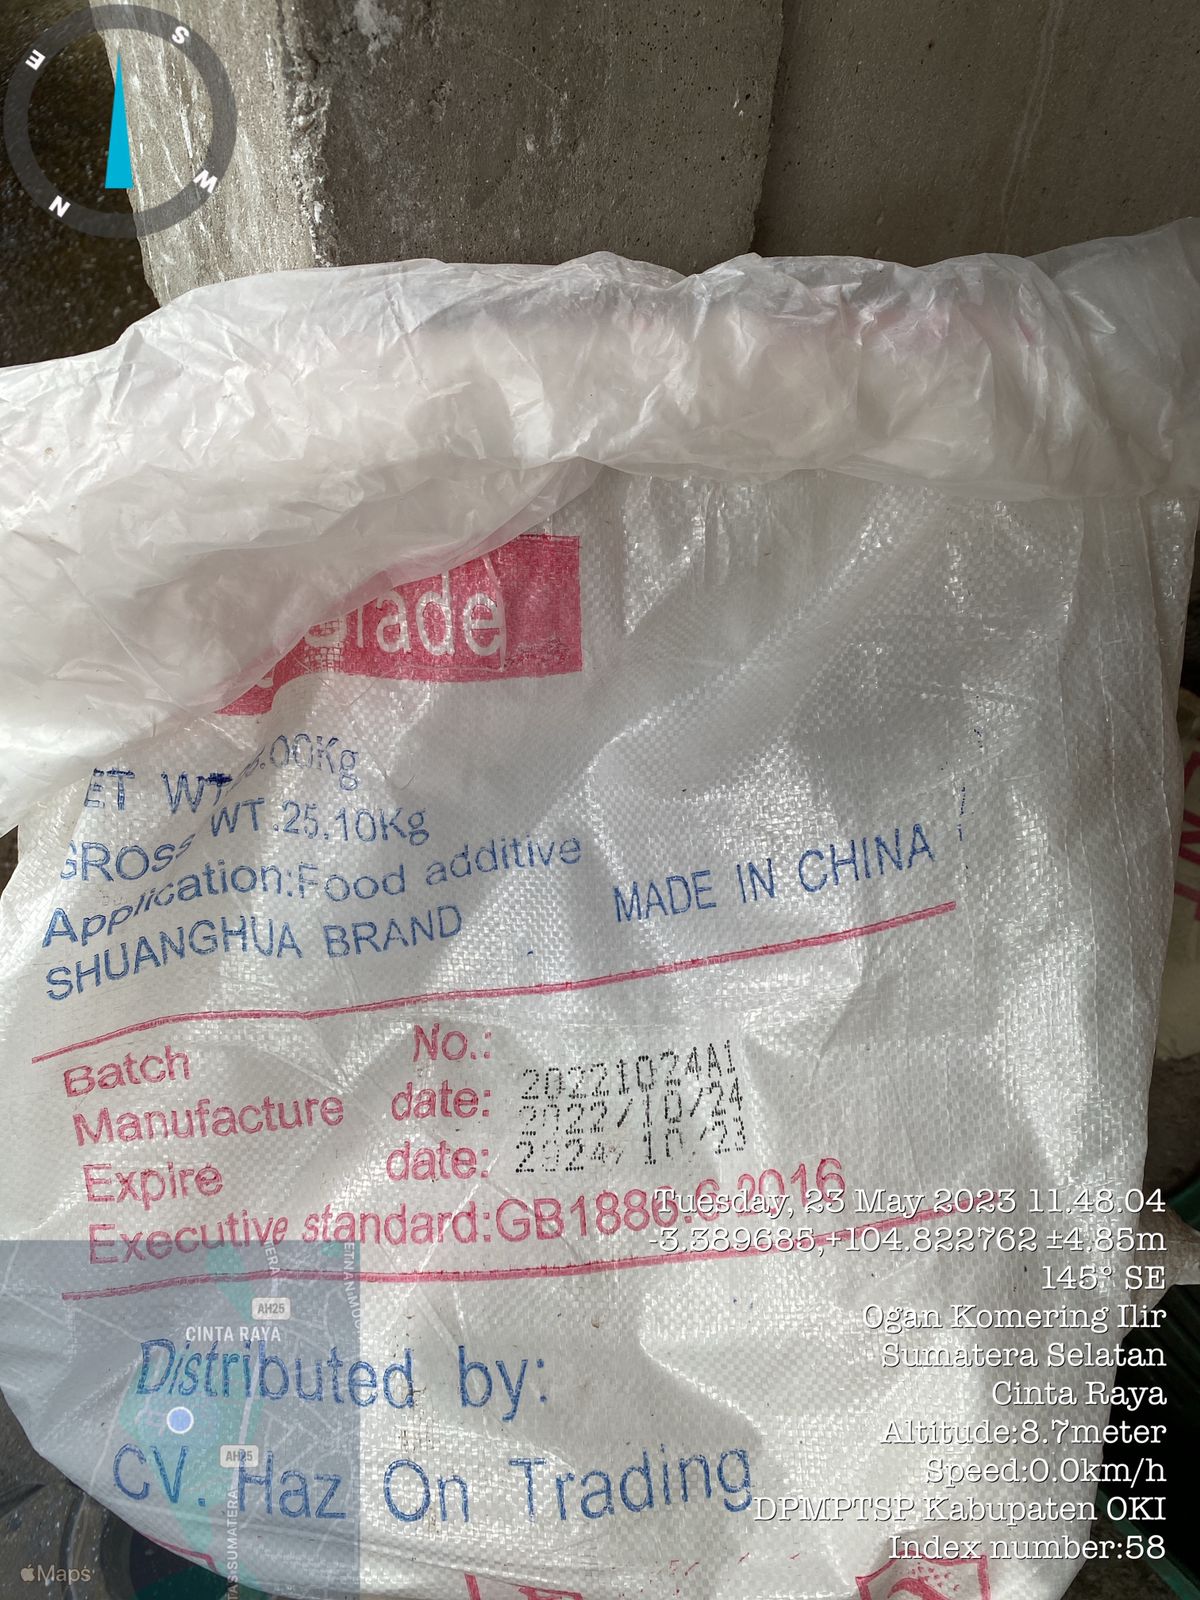 S
E
W
N
Grade
ET WT. .00Kg
GROSS WT.25.10Kg
Application:Food additive
SHUANGHUA BRAND
MADE IN CHINA
Batch No.: 20221024A1
Manufacture date: 2022/10/24
Expire date: 2024/10/23
Executive standard:GB1886.6-2016
Distributed by:
CV. Haz On Trading
AH25
CINTA RAYA
AH25
Maps
Tuesday, 23 May 2023 11.48.04
-3.389685,+104.822762 ±4.85m
145° SE
Ogan Komering Ilir
Sumatera Selatan
Cinta Raya
Altitude:8.7meter
Speed:0.0km/h
DPMPTSP Kabupaten OKI
Index number:58